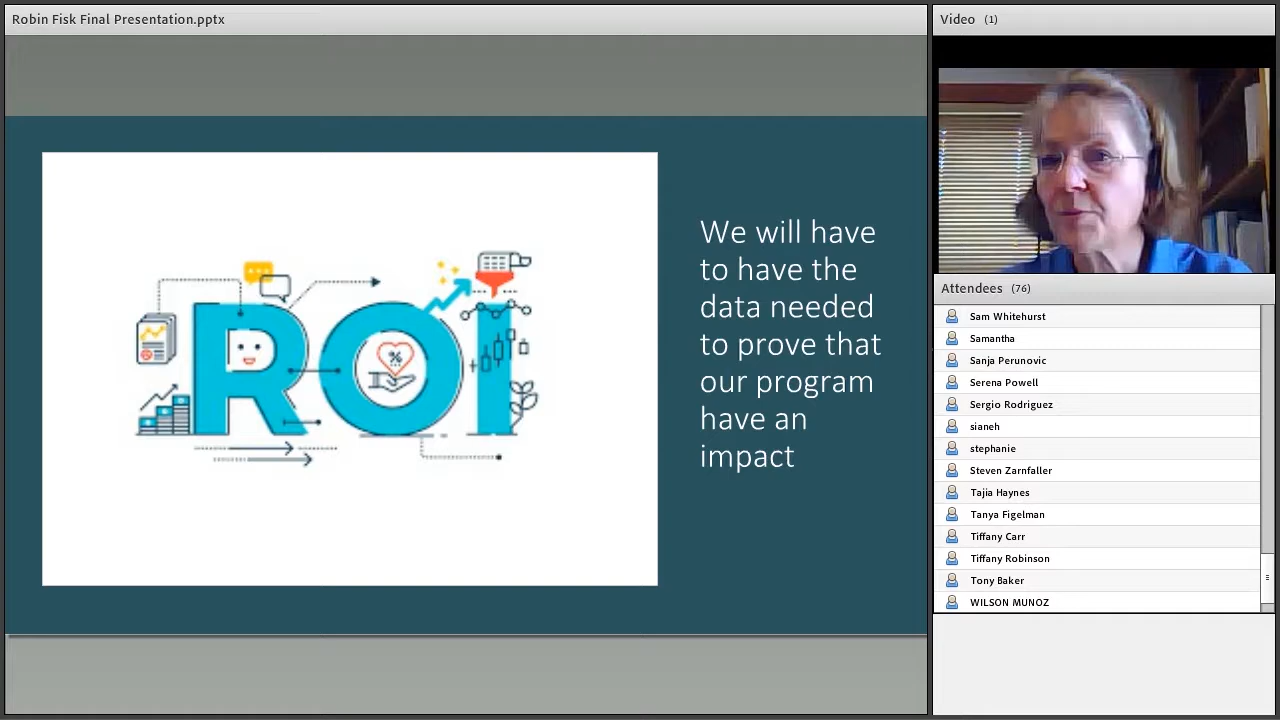 Robin Fisk Final Presentation.pptx
ROI
We will have
to have the
data needed
to prove that
our program
have an
impact
Video (1)
Attendees (76)
Sam Whitehurst
Samantha
Sanja Perunovic
Serena Powell
Sergio Rodriguez
sianeh
stephanie
Steven Zarnfaller
Tajia Haynes
Tanya Figelman
Tiffany Carr
Tiffany Robinson
Tony Baker
WILSON MUNOZ